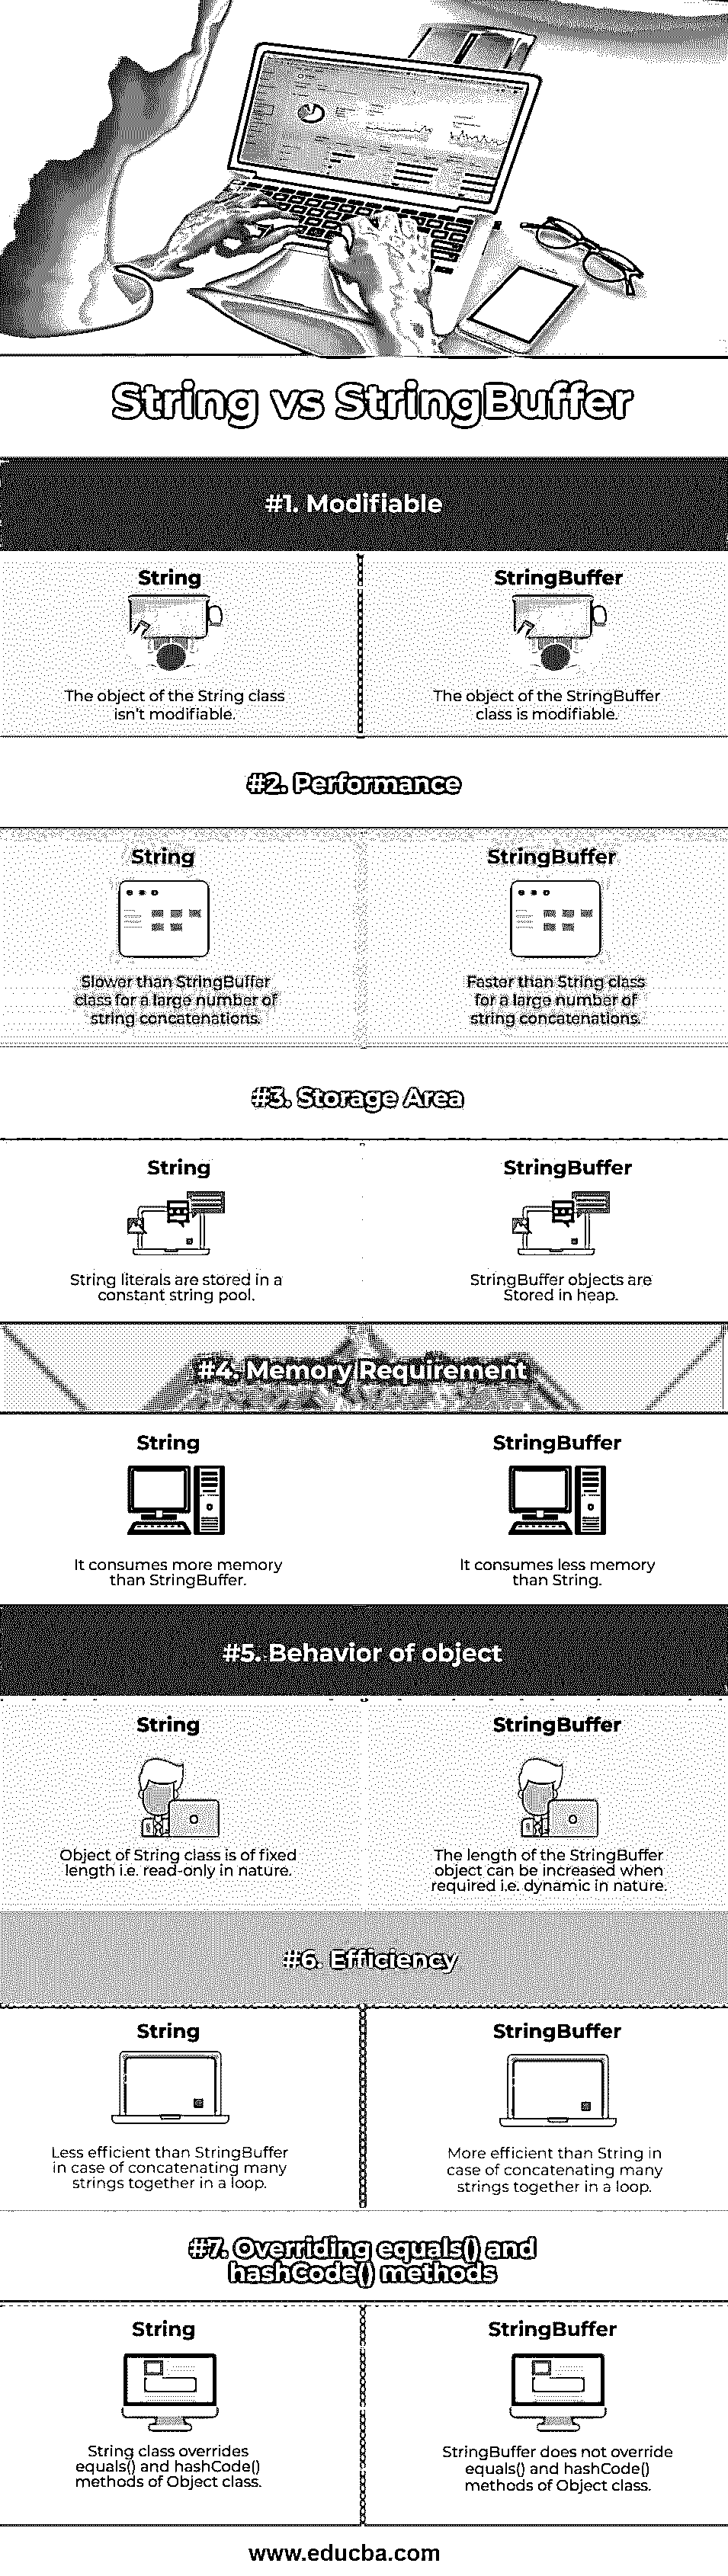 String vs StringBuffer
#1. Modifiable
String
The object of the String class
isn't modifiable.
StringBuffer
The object of the StringBuffer
class is modifiable.
#2. Performance
String
Slower than StringBuffer
class for a large number of
string concatenations.
StringBuffer
Faster than String class
for a large number of
string concatenations.
#3. Storage Area
String
String literals are stored in a
constant string pool.
StringBuffer
StringBuffer objects are
Stored in heap.
#4. Memory Requirement
String
It consumes more memory
than StringBuffer.
StringBuffer
It consumes less memory
than String.
#5. Behavior of object
String
Object of String class is of fixed
length i.e. read-only in nature.
StringBuffer
The length of the StringBuffer
object can be increased when
required i.e. dynamic in nature.
#6. Efficiency
String
Less efficient than StringBuffer
in case of concatenating many
strings together in a loop.
StringBuffer
More efficient than String in
case of concatenating many
strings together in a loop.
#7. Overriding equals() and
hashCode() methods
String
String class overrides
equals() and hashCode()
methods of Object class.
StringBuffer
StringBuffer does not override
equals() and hashCode()
methods of Object class.
www.educba.com